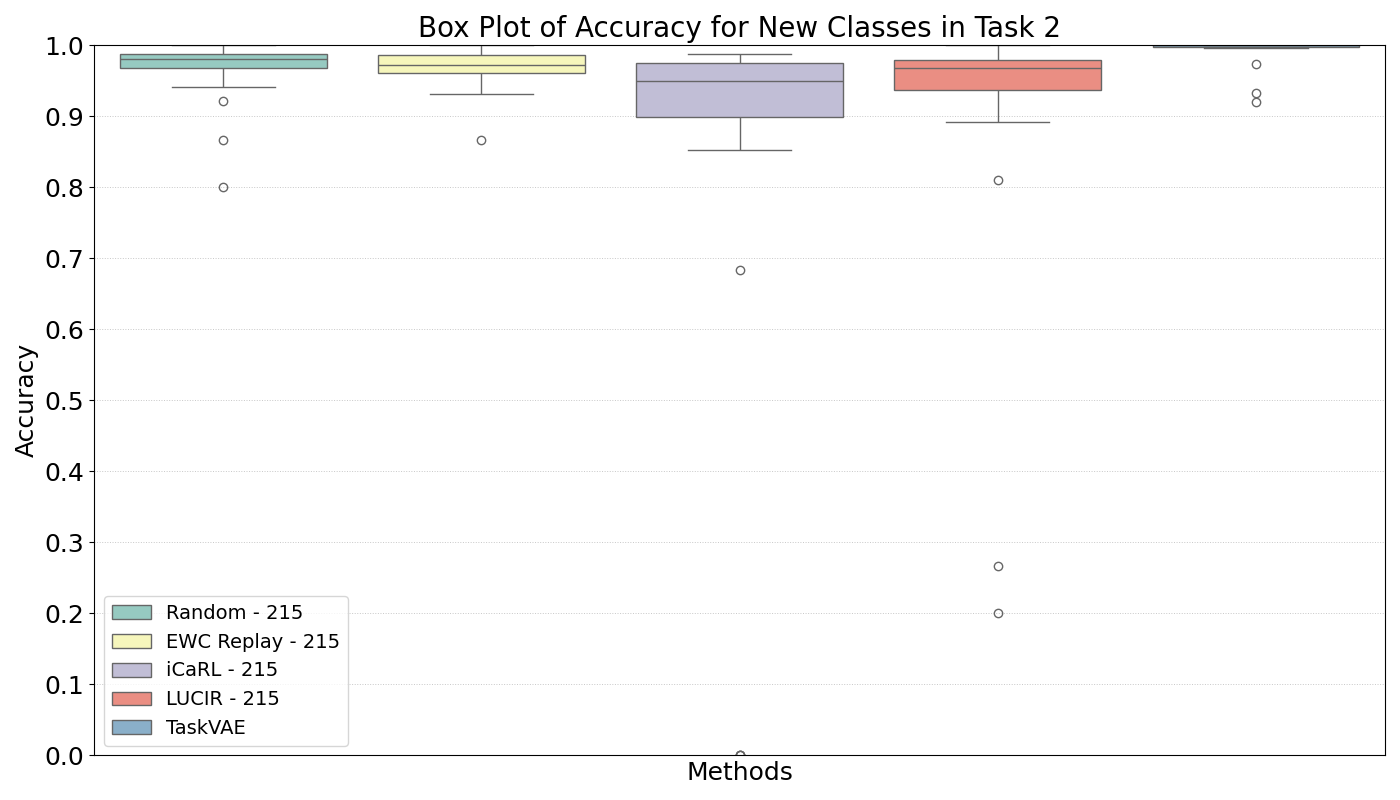 Box Plot of Accuracy for New Classes in Task 2
1.0
0.9
0.8
0.7
0.6
0.5
0.4
0.3
0.2
0.1
0.0
Accuracy
Random - 215
EWC Replay - 215
iCaRL - 215
LUCIR - 215
TaskVAE
Methods